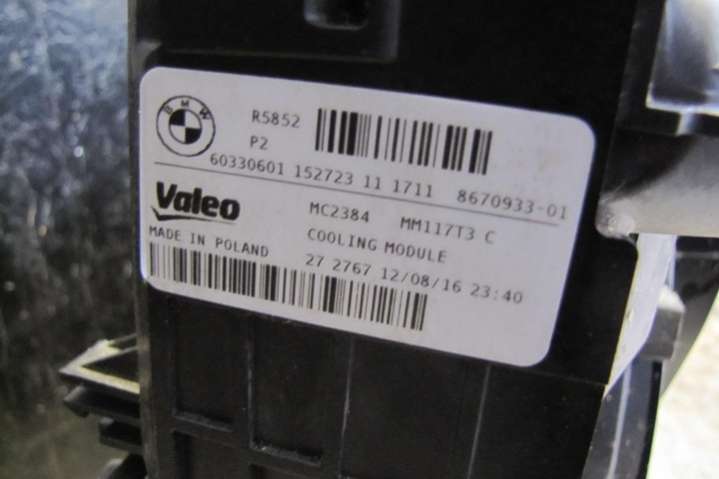 BMW
R5852
P2
60330601 152723 11 1711 8670933-01
Valeo
MC2384 MM117T3 C
MADE IN POLAND COOLING MODULE
27 2767 12/08/16 23:40